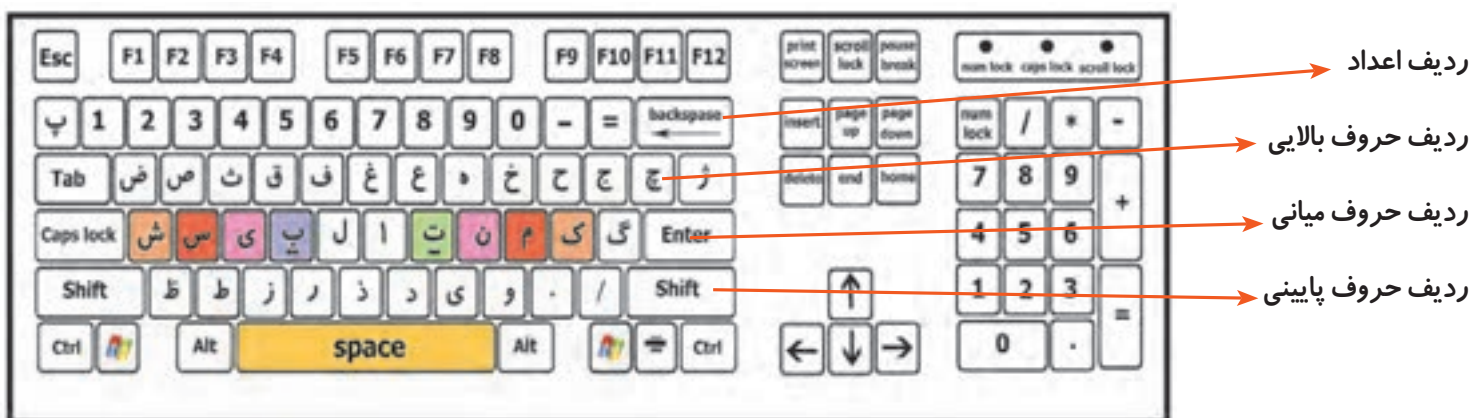 Esc F1 F2 F3 F4 F5 F6 F7 F8 F9 F10 F11 F12 print screen scroll lock pause break num lock caps lock scroll lock
ردیف اعداد
پ 1 2 3 4 5 6 7 8 9 0 - = backspase insert page up page down num lock / * -
ردیف حروف بالایی
Tab ض ص ث ق ف غ ع ه خ ح ج چ ژ delete end home 7 8 9 +
ردیف حروف میانی
Caps lock ش س ی ب ل ا ت ن م ک گ Enter 4 5 6
ردیف حروف پایینی
Shift ظ ط ز ر ذ د ی و . / Shift ↑ 1 2 3 =
Ctrl Alt space Alt Ctrl ← ↓ → 0 .